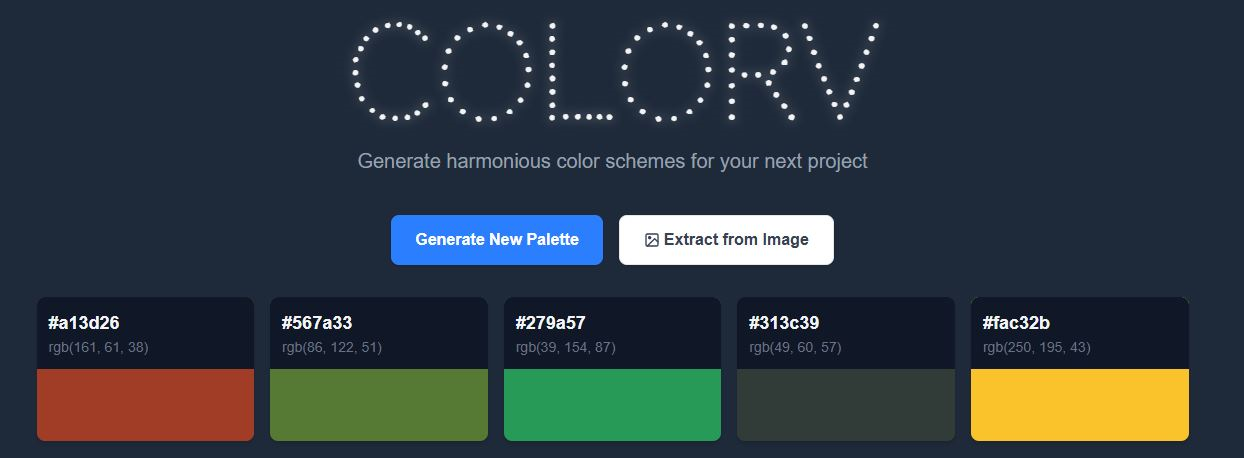 COLORV
Generate harmonious color schemes for your next project
Generate New Palette
Extract from Image
#a13d26
rgb(161, 61, 38)
#567a33
rgb(86, 122, 51)
#279a57
rgb(39, 154, 87)
#313c39
rgb(49, 60, 57)
#fac32b
rgb(250, 195, 43)